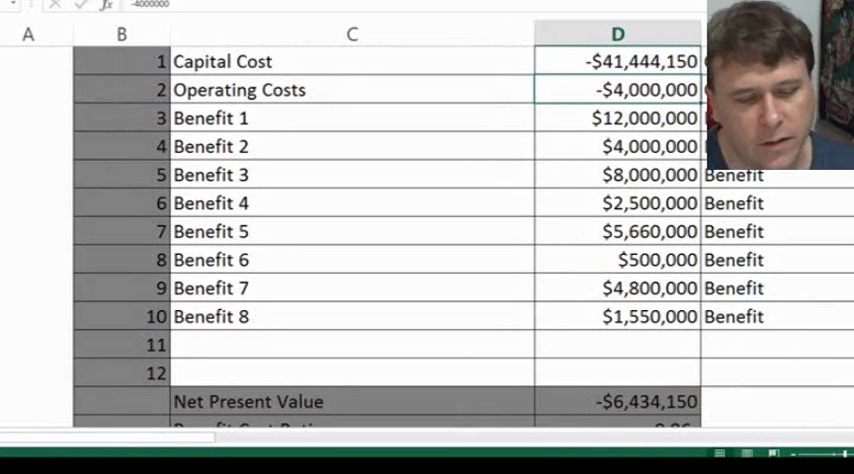 fx -4000000
A B C D
1 Capital Cost -$41,444,150
2 Operating Costs -$4,000,000
3 Benefit 1 $12,000,000
4 Benefit 2 $4,000,000
5 Benefit 3 $8,000,000 Benefit
6 Benefit 4 $2,500,000 Benefit
7 Benefit 5 $5,660,000 Benefit
8 Benefit 6 $500,000 Benefit
9 Benefit 7 $4,800,000 Benefit
10 Benefit 8 $1,550,000 Benefit
11
12
Net Present Value -$6,434,150